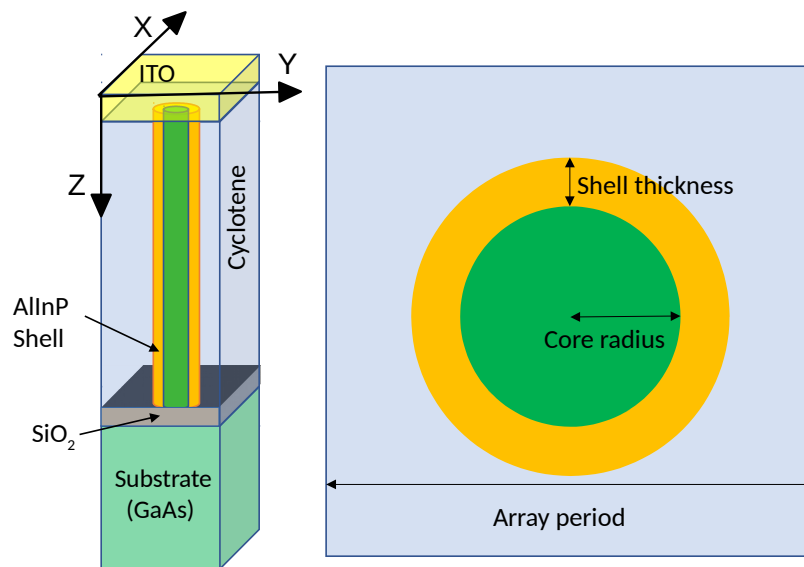 X
ITO
Y
Z
Cyclotene
AlInP
Shell
SiO2
Substrate
(GaAs)
Shell thickness
Core radius
Array period